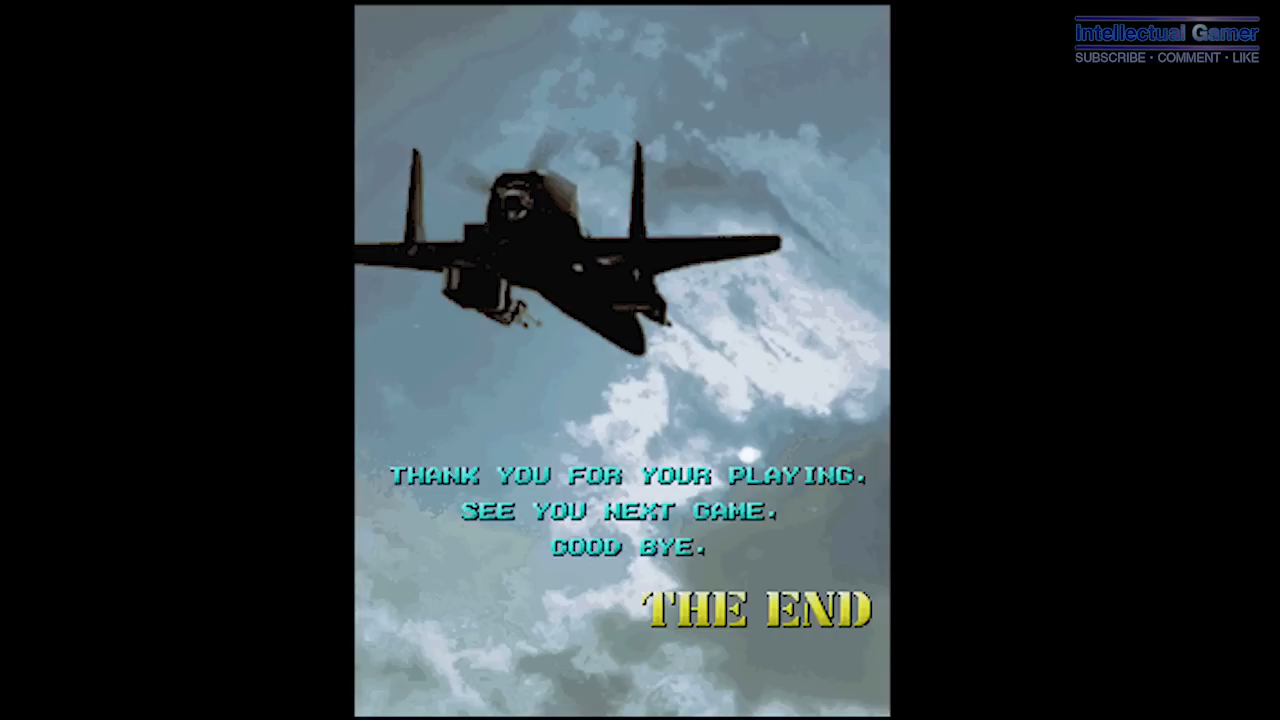 Intellectual Gamer
SUBSCRIBE · COMMENT · LIKE
THANK YOU FOR YOUR PLAYING.
SEE YOU NEXT GAME.
GOOD BYE.
THE END